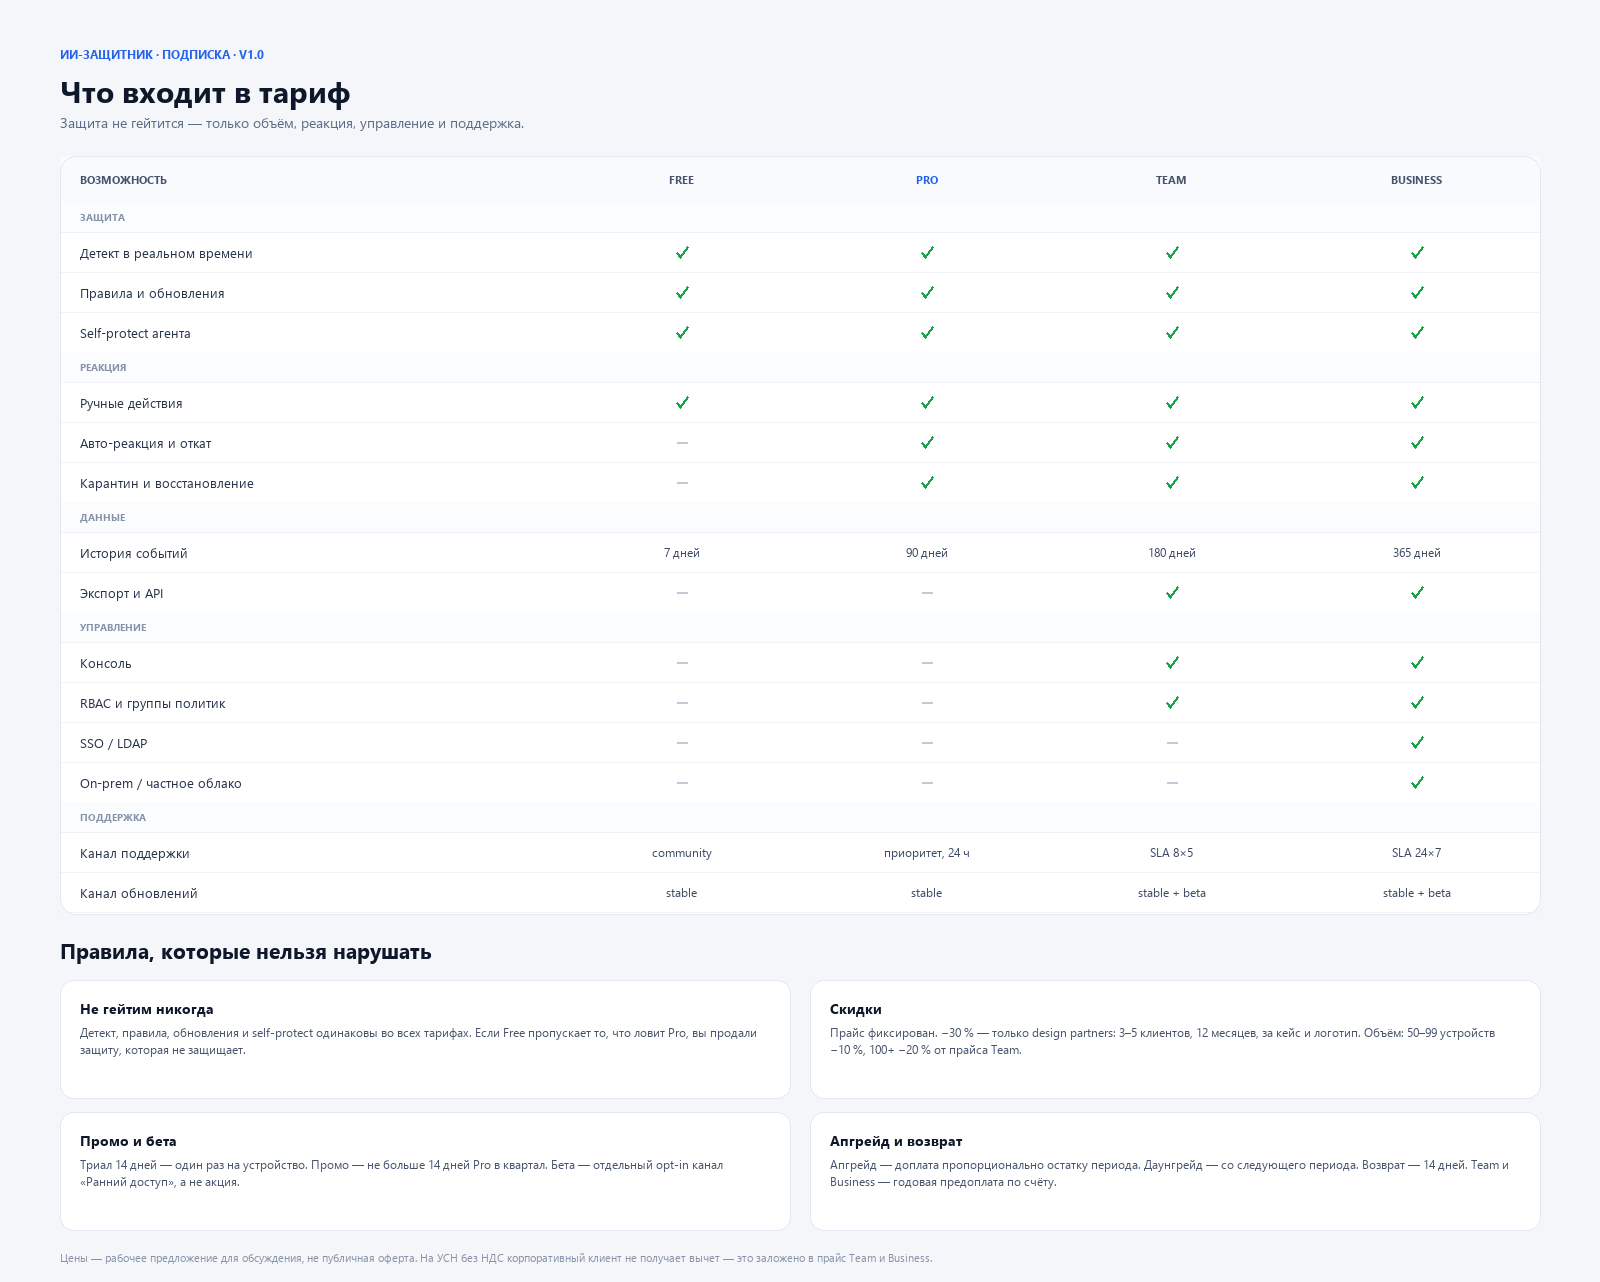 ИИ-ЗАЩИТНИК · ПОДПИСКА · V1.0
Что входит в тариф
Защита не гейтится — только объём, реакция, управление и поддержка.
ВОЗМОЖНОСТЬ FREE PRO TEAM BUSINESS
ЗАЩИТА
Детект в реальном времени ✓ ✓ ✓ ✓
Правила и обновления ✓ ✓ ✓ ✓
Self-protect агента ✓ ✓ ✓ ✓
РЕАКЦИЯ
Ручные действия ✓ ✓ ✓ ✓
Авто-реакция и откат — ✓ ✓ ✓
Карантин и восстановление — ✓ ✓ ✓
ДАННЫЕ
История событий 7 дней 90 дней 180 дней 365 дней
Экспорт и API — — ✓ ✓
УПРАВЛЕНИЕ
Консоль — — ✓ ✓
RBAC и группы политик — — ✓ ✓
SSO / LDAP — — — ✓
On-prem / частное облако — — — ✓
ПОДДЕРЖКА
Канал поддержки community приоритет, 24 ч SLA 8×5 SLA 24×7
Канал обновлений stable stable stable + beta stable + beta
Правила, которые нельзя нарушать
Не гейтим никогда
Детект, правила, обновления и self-protect одинаковы во всех тарифах. Если Free пропускает то, что ловит Pro, вы продали
защиту, которая не защищает.
Скидки
Прайс фиксирован. −30 % — только design partners: 3–5 клиентов, 12 месяцев, за кейс и логотип. Объём: 50–99 устройств
−10 %, 100+ −20 % от прайса Team.
Промо и бета
Триал 14 дней — один раз на устройство. Промо — не больше 14 дней Pro в квартал. Бета — отдельный opt-in канал
«Ранний доступ», а не акция.
Апгрейд и возврат
Апгрейд — доплата пропорционально остатку периода. Даунгрейд — со следующего периода. Возврат — 14 дней. Team и
Business — годовая предоплата по счёту.
Цены — рабочее предложение для обсуждения, не публичная оферта. На УСН без НДС корпоративный клиент не получает вычет — это заложено в прайс Team и Business.